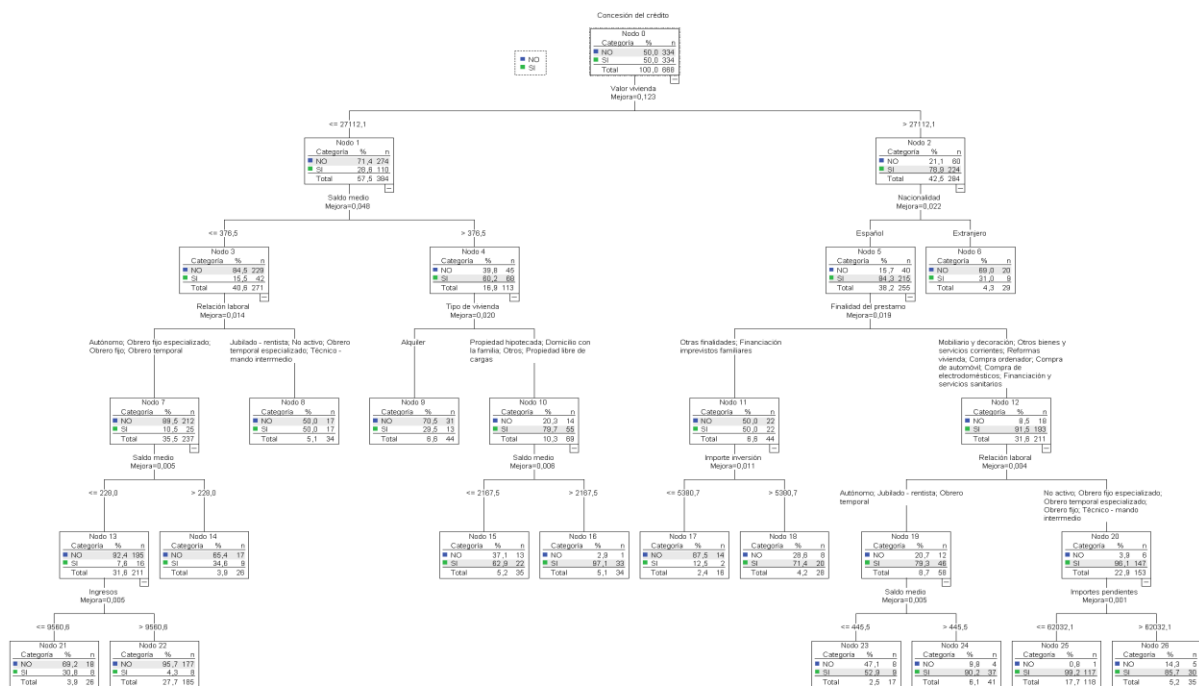 Concesión del crédito
Nodo 0
Categoría % n
NO 50,0 334
SI 50,0 334
Total 100,0 668
NO
SI
Valor vivienda
Mejora=0,123
<= 27112,1
> 27112,1
Nodo 1
Categoría % n
NO 71,4 274
SI 28,6 110
Total 57,5 384
Nodo 2
Categoría % n
NO 21,1 60
SI 78,9 224
Total 42,5 284
Saldo medio
Mejora=0,048
Nacionalidad
Mejora=0,022
<= 376,5
> 376,5
Español
Extranjero
Nodo 3
Categoría % n
NO 84,5 229
SI 15,5 42
Total 40,6 271
Nodo 4
Categoría % n
NO 39,8 45
SI 60,2 68
Total 16,9 113
Nodo 5
Categoría % n
NO 15,7 40
SI 84,3 215
Total 38,2 255
Nodo 6
Categoría % n
NO 69,0 20
SI 31,0 9
Total 4,3 29
Relación laboral
Mejora=0,014
Tipo de vivienda
Mejora=0,020
Finalidad del prestamo
Mejora=0,019
Autónomo; Obrero fijo especializado;
Obrero fijo; Obrero temporal
Jubilado - rentista; No activo; Obrero
temporal especializado; Técnico -
mando intermmedio
Alquiler
Propiedad hipotecada; Domicilio con
la familia; Otros; Propiedad libre de
cargas
Otras finalidades; Financiación
imprevistos familiares
Mobiliario y decoración; Otros bienes y
servicios corrientes; Reformas
vivienda; Compra ordenador; Compra
de automóvil; Compra de
electrodomésticos; Financiación y
servicios sanitarios
Nodo 7
Categoría % n
NO 89,5 212
SI 10,5 25
Total 35,5 237
Nodo 8
Categoría % n
NO 50,0 17
SI 50,0 17
Total 5,1 34
Nodo 9
Categoría % n
NO 70,5 31
SI 29,5 13
Total 6,6 44
Nodo 10
Categoría % n
NO 20,3 14
SI 79,7 55
Total 10,3 69
Nodo 11
Categoría % n
NO 50,0 22
SI 50,0 22
Total 6,6 44
Nodo 12
Categoría % n
NO 8,5 18
SI 91,5 193
Total 31,6 211
Saldo medio
Mejora=0,005
Saldo medio
Mejora=0,008
Importe inversión
Mejora=0,011
Relación laboral
Mejora=0,004
<= 228,0
> 228,0
<= 2167,5
> 2167,5
<= 5380,7
> 5380,7
Autónomo; Jubilado - rentista; Obrero
temporal
No activo; Obrero fijo especializado;
Obrero temporal especializado;
Obrero fijo; Técnico - mando
intermmedio
Nodo 13
Categoría % n
NO 92,4 195
SI 7,6 16
Total 31,6 211
Nodo 14
Categoría % n
NO 65,4 17
SI 34,6 9
Total 3,9 26
Nodo 15
Categoría % n
NO 37,1 13
SI 62,9 22
Total 5,2 35
Nodo 16
Categoría % n
NO 2,9 1
SI 97,1 33
Total 5,1 34
Nodo 17
Categoría % n
NO 87,5 14
SI 12,5 2
Total 2,4 16
Nodo 18
Categoría % n
NO 28,6 8
SI 71,4 20
Total 4,2 28
Nodo 19
Categoría % n
NO 20,7 12
SI 79,3 46
Total 8,7 58
Nodo 20
Categoría % n
NO 3,9 6
SI 96,1 147
Total 22,9 153
Ingresos
Mejora=0,005
Saldo medio
Mejora=0,005
Importes pendientes
Mejora=0,001
<= 9560,6
> 9560,6
<= 445,5
> 445,5
<= 62032,1
> 62032,1
Nodo 21
Categoría % n
NO 69,2 18
SI 30,8 8
Total 3,9 26
Nodo 22
Categoría % n
NO 95,7 177
SI 4,3 8
Total 27,7 185
Nodo 23
Categoría % n
NO 47,1 8
SI 52,9 9
Total 2,5 17
Nodo 24
Categoría % n
NO 9,8 4
SI 90,2 37
Total 6,1 41
Nodo 25
Categoría % n
NO 0,8 1
SI 99,2 117
Total 17,7 118
Nodo 26
Categoría % n
NO 14,3 5
SI 85,7 30
Total 5,2 35